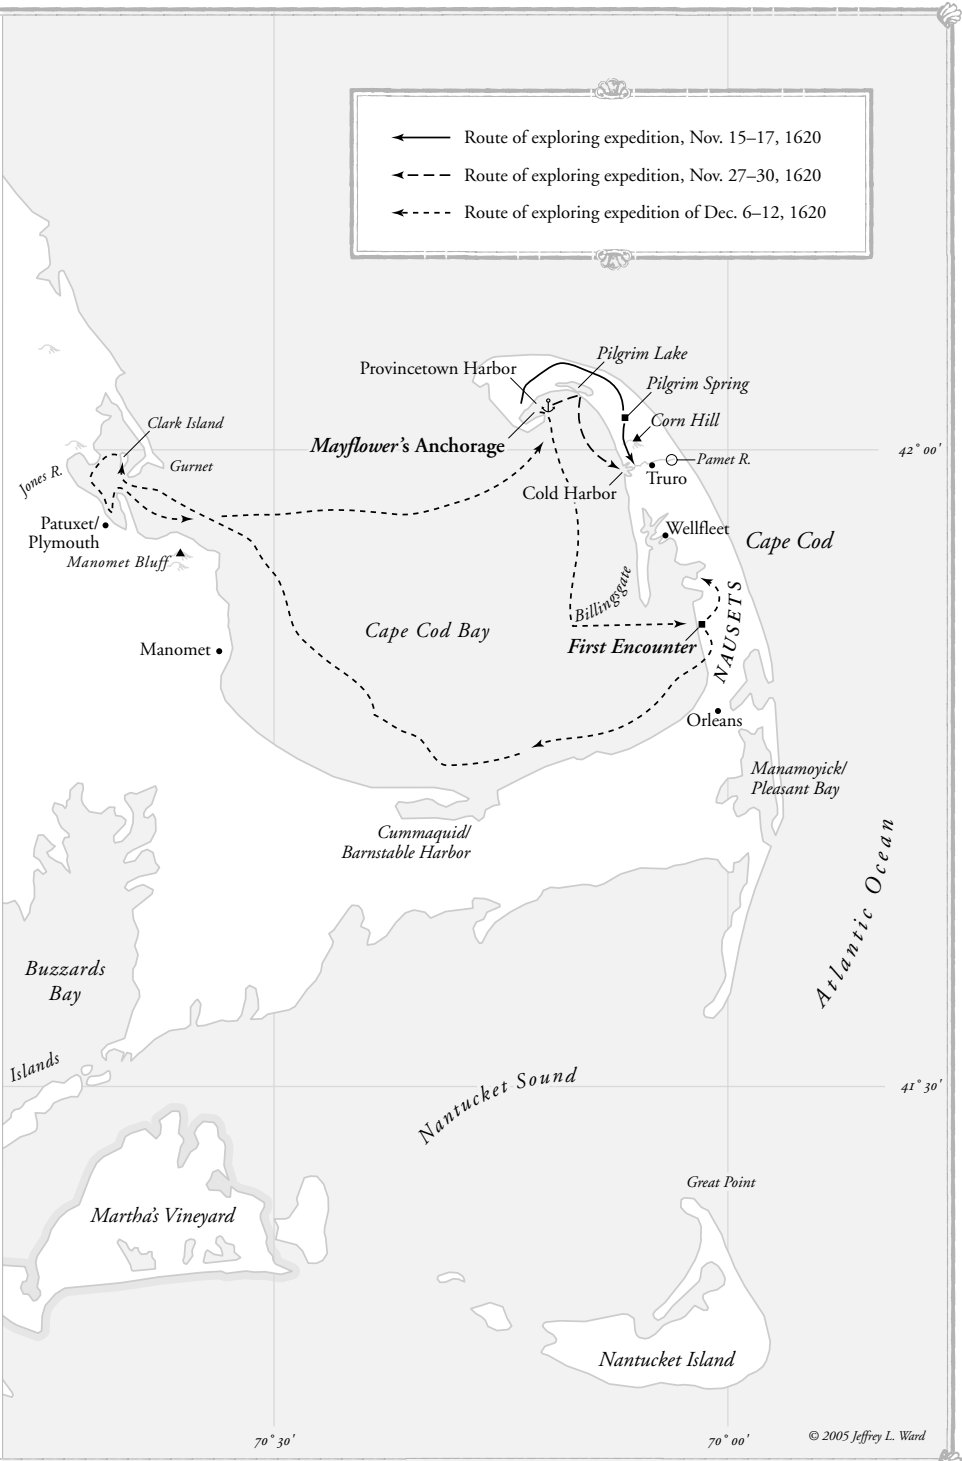 Route of exploring expedition, Nov. 15–17, 1620
Route of exploring expedition, Nov. 27–30, 1620
Route of exploring expedition of Dec. 6–12, 1620
Pilgrim Lake
Provincetown Harbor
Pilgrim Spring
Corn Hill
Clark Island
Mayflower's Anchorage
42° 00'
Gurnet
Pamet R.
Jones R.
Truro
Cold Harbor
Patuxet/
Plymouth
Wellfleet
Cape Cod
Manomet Bluff
Billingsgate
NAUSETS
Cape Cod Bay
First Encounter
Manomet
Orleans
Manamoyick/
Pleasant Bay
Cummaquid/
Barnstable Harbor
Atlantic Ocean
Buzzards
Bay
Islands
Nantucket Sound
41° 30'
Great Point
Martha's Vineyard
Nantucket Island
70° 30'
70° 00'
© 2005 Jeffrey L. Ward